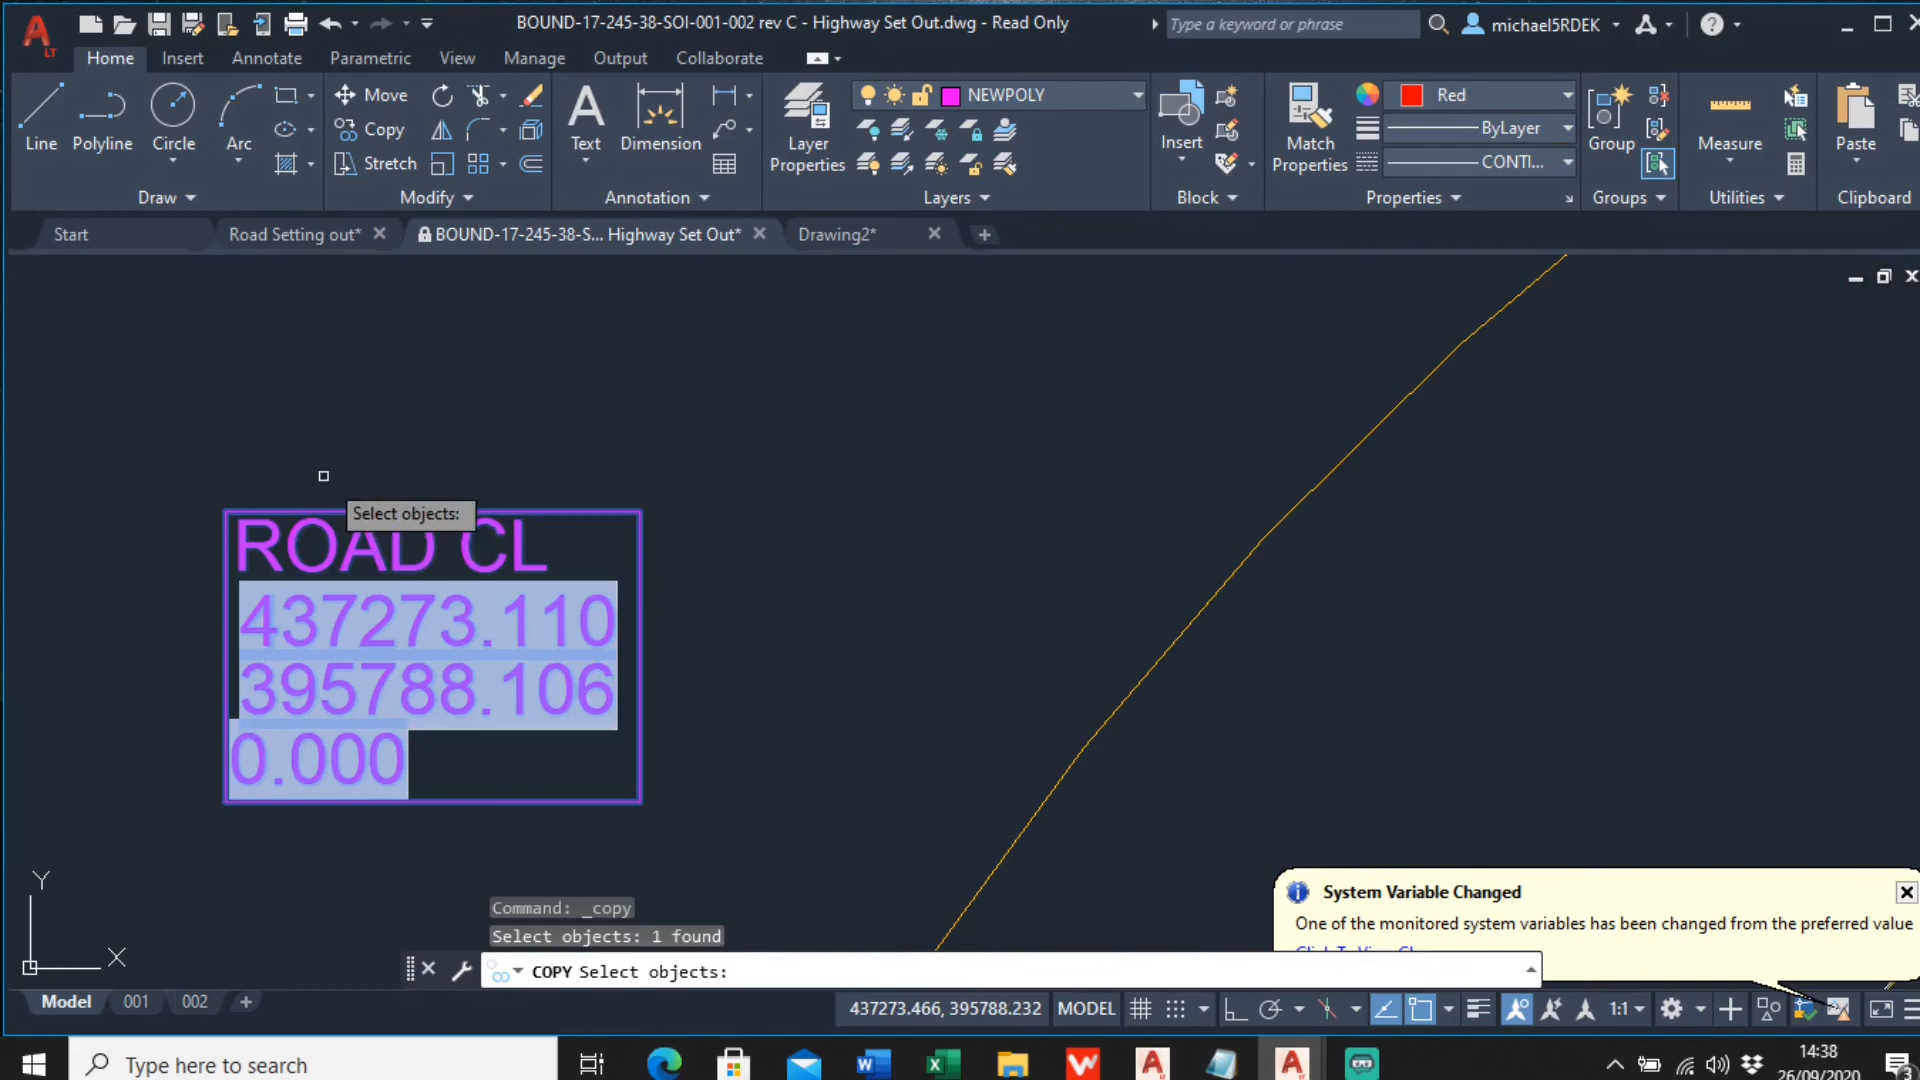 BOUND-17-245-38-SOI-001-002 rev C - Highway Set Out.dwg - Read Only
Type a keyword or phrase
michael5RDEK
LT
Home Insert Annotate Parametric View Manage Output Collaborate
Line Polyline Circle Arc
Move
Copy
Stretch
Text Dimension
Layer Properties
NEWPOLY
Insert
Match Properties
Red
ByLayer
CONTI...
Group
Measure
Paste
Draw Modify Annotation Layers Block Properties Groups Utilities Clipboard
Start Road Setting out* BOUND-17-245-38-S... Highway Set Out* Drawing2*
Select objects:
ROAD CL
437273.110
395788.106
0.000
Y
X
Command: _copy
Select objects: 1 found
COPY Select objects:
System Variable Changed
One of the monitored system variables has been changed from the preferred value
Model 001 002
437273.466, 395788.232 MODEL 1:1
Type here to search
14:38
26/09/2020
3